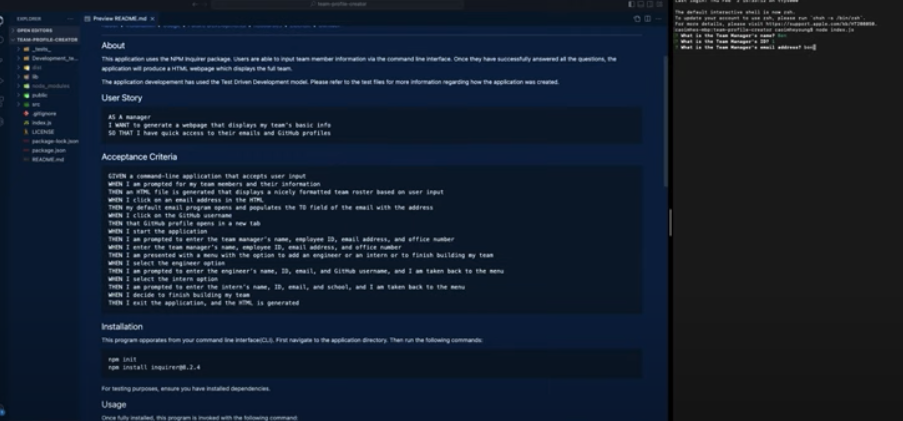 team-profile-creator
EXPLORER
Preview README.md
OPEN EDITORS
TEAM-PROFILE-CREATOR
_tests_
Development_te...
dist
lib
node_modules
public
src
.gitignore
index.js
LICENSE
package-lock.json
package.json
README.md
About
This application uses the NPM Inquirer package. Users are able to input team member information via the command line interface. Once they have successfully answered all the questions, the
application will produce a HTML webpage which displays the full team.
The application developement has used the Test Driven Development model. Please refer to the test files for more information regarding how the application was created.
User Story
AS A manager
I WANT to generate a webpage that displays my team's basic info
SO THAT I have quick access to their emails and GitHub profiles
Acceptance Criteria
GIVEN a command-line application that accepts user input
WHEN I am prompted for my team members and their information
THEN an HTML file is generated that displays a nicely formatted team roster based on user input
WHEN I click on an email address in the HTML
THEN my default email program opens and populates the TO field of the email with the address
WHEN I click on the GitHub username
THEN that GitHub profile opens in a new tab
WHEN I start the application
THEN I am prompted to enter the team manager's name, employee ID, email address, and office number
WHEN I enter the team manager's name, employee ID, email address, and office number
THEN I am presented with a menu with the option to add an engineer or an intern or to finish building my team
WHEN I select the engineer option
THEN I am prompted to enter the engineer's name, ID, email, and GitHub username, and I am taken back to the menu
WHEN I select the intern option
THEN I am prompted to enter the intern's name, ID, email, and school, and I am taken back to the menu
WHEN I decide to finish building my team
THEN I exit the application, and the HTML is generated
Installation
This program opporates from your command line interface(CLI). First navigate to the application directory. Then run the following commands:
npm init
npm install inquirer@8.2.4
For testing purposes, ensure you have installed dependencies.
Usage
Once fully installed, this program is invoked with the following command:
The default interactive shell is now zsh.
To update your account to use zsh, please run `chsh -s /bin/zsh`.
For more details, please visit https://support.apple.com/kb/HT208050.
node index.js
? What is the Team Manager's name? Ben
? What is the Team Manager's ID?
? What is the Team Manager's email address? ben